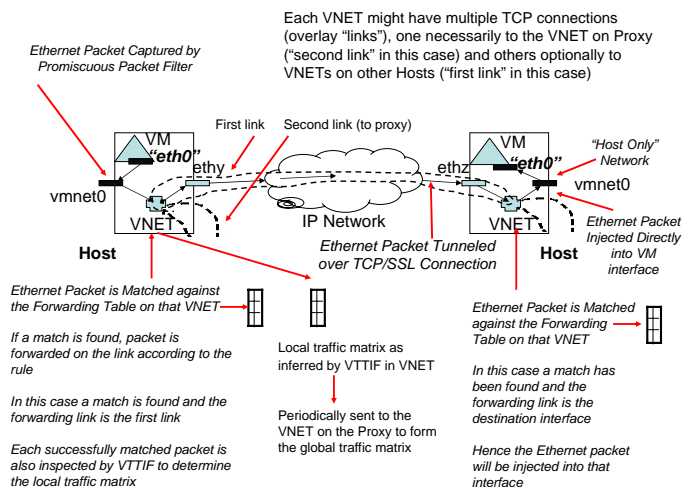 Each VNET might have multiple TCP connections
(overlay “links”), one necessarily to the VNET on Proxy
(“second link” in this case) and others optionally to
VNETs on other Hosts (“first link” in this case)
Ethernet Packet Captured by
Promiscuous Packet Filter
First link
Second link (to proxy)
VM
“eth0”
ethy
vmnet0
VNET
Host
IP Network
Ethernet Packet Tunneled
over TCP/SSL Connection
VM
“eth0”
ethz
vmnet0
VNET
Host
“Host Only”
Network
Ethernet Packet
Injected Directly
into VM
interface
Ethernet Packet is Matched against
the Forwarding Table on that VNET
If a match is found, packet is
forwarded on the link according to the
rule
In this case a match is found and the
forwarding link is the first link
Each successfully matched packet is
also inspected by VTTIF to determine
the local traffic matrix
Local traffic matrix as
inferred by VTTIF in VNET
Periodically sent to the
VNET on the Proxy to form
the global traffic matrix
Ethernet Packet is Matched
against the Forwarding
Table on that VNET
In this case a match has
been found and the
forwarding link is the
destination interface
Hence the Ethernet packet
will be injected into that
interface